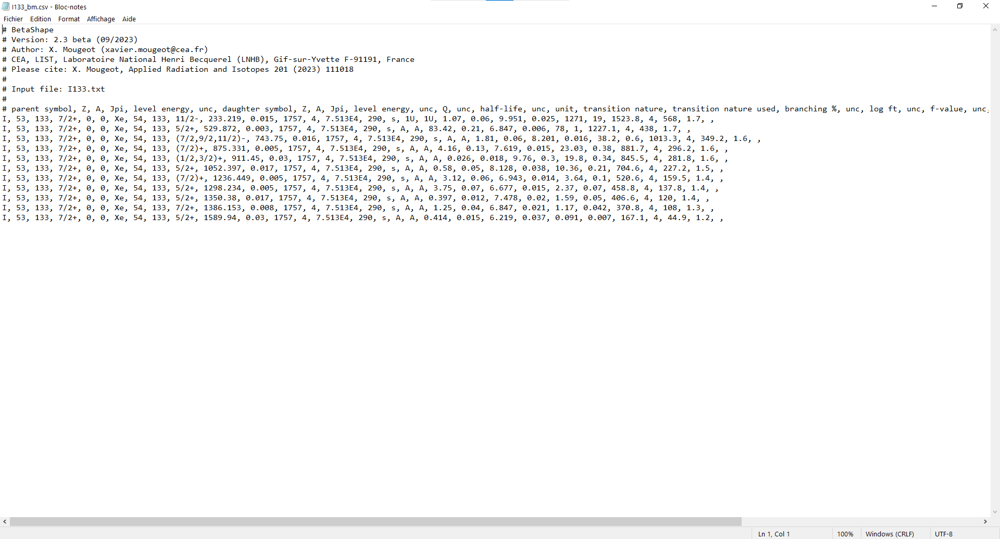 I133_bm.csv - Bloc-notes
Fichier Edition Format Affichage Aide
# BetaShape
# Version: 2.3 beta (09/2023)
# Author: X. Mougeot (xavier.mougeot@cea.fr)
# CEA, LIST, Laboratoire National Henri Becquerel (LNHB), Gif-sur-Yvette F-91191, France
# Please cite: X. Mougeot, Applied Radiation and Isotopes 201 (2023) 111018
#
# Input file: I133.txt
#
# parent symbol, Z, A, Jpi, level energy, unc, daughter symbol, Z, A, Jpi, level energy, unc, Q, unc, half-life, unc, unit, transition nature, transition nature used, branching %, unc, log ft, unc, f-value, unc,
I, 53, 133, 7/2+, 0, 0, Xe, 54, 133, 11/2-, 233.219, 0.015, 1757, 4, 7.513E4, 290, s, 1U, 1U, 1.07, 0.06, 9.951, 0.025, 1271, 19, 1523.8, 4, 568, 1.7, ,
I, 53, 133, 7/2+, 0, 0, Xe, 54, 133, 5/2+, 529.872, 0.003, 1757, 4, 7.513E4, 290, s, A, A, 83.42, 0.21, 6.847, 0.006, 78, 1, 1227.1, 4, 438, 1.7, ,
I, 53, 133, 7/2+, 0, 0, Xe, 54, 133, (7/2,9/2,11/2)-, 743.75, 0.016, 1757, 4, 7.513E4, 290, s, A, A, 1.81, 0.06, 8.201, 0.016, 38.2, 0.6, 1013.3, 4, 349.2, 1.6, ,
I, 53, 133, 7/2+, 0, 0, Xe, 54, 133, (7/2)+, 875.331, 0.005, 1757, 4, 7.513E4, 290, s, A, A, 4.16, 0.13, 7.619, 0.015, 23.03, 0.38, 881.7, 4, 296.2, 1.6, ,
I, 53, 133, 7/2+, 0, 0, Xe, 54, 133, (1/2,3/2)+, 911.45, 0.03, 1757, 4, 7.513E4, 290, s, A, A, 0.026, 0.018, 9.76, 0.3, 19.8, 0.34, 845.5, 4, 281.8, 1.6, ,
I, 53, 133, 7/2+, 0, 0, Xe, 54, 133, 5/2+, 1052.397, 0.017, 1757, 4, 7.513E4, 290, s, A, A, 0.58, 0.05, 8.128, 0.038, 10.36, 0.21, 704.6, 4, 227.2, 1.5, ,
I, 53, 133, 7/2+, 0, 0, Xe, 54, 133, (7/2)+, 1236.449, 0.005, 1757, 4, 7.513E4, 290, s, A, A, 3.12, 0.06, 6.943, 0.014, 3.64, 0.1, 520.6, 4, 159.5, 1.4, ,
I, 53, 133, 7/2+, 0, 0, Xe, 54, 133, 5/2+, 1298.234, 0.005, 1757, 4, 7.513E4, 290, s, A, A, 3.75, 0.07, 6.677, 0.015, 2.37, 0.07, 458.8, 4, 137.8, 1.4, ,
I, 53, 133, 7/2+, 0, 0, Xe, 54, 133, 5/2+, 1350.38, 0.017, 1757, 4, 7.513E4, 290, s, A, A, 0.397, 0.012, 7.478, 0.02, 1.59, 0.05, 406.6, 4, 120, 1.4, ,
I, 53, 133, 7/2+, 0, 0, Xe, 54, 133, 7/2+, 1386.153, 0.008, 1757, 4, 7.513E4, 290, s, A, A, 1.25, 0.04, 6.847, 0.021, 1.17, 0.042, 370.8, 4, 108, 1.3, ,
I, 53, 133, 7/2+, 0, 0, Xe, 54, 133, 5/2+, 1589.94, 0.03, 1757, 4, 7.513E4, 290, s, A, A, 0.414, 0.015, 6.219, 0.037, 0.091, 0.007, 167.1, 4, 44.9, 1.2, ,
Ln 1, Col 1 100% Windows (CRLF) UTF-8